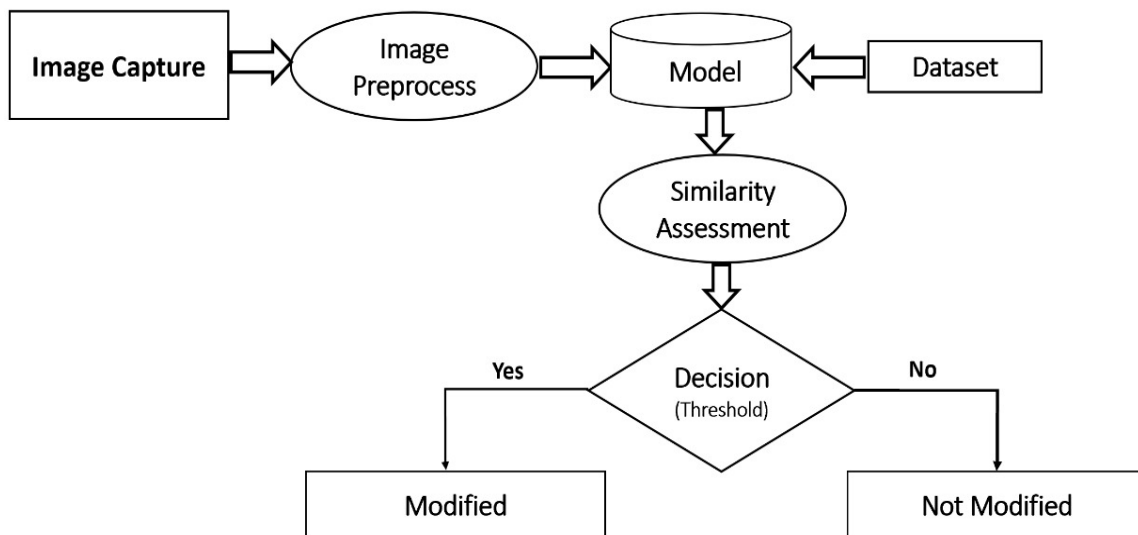 Image Capture
Image
Preprocess
Model
Dataset
Similarity
Assessment
Yes
Decision
(Threshold)
No
Modified
Not Modified